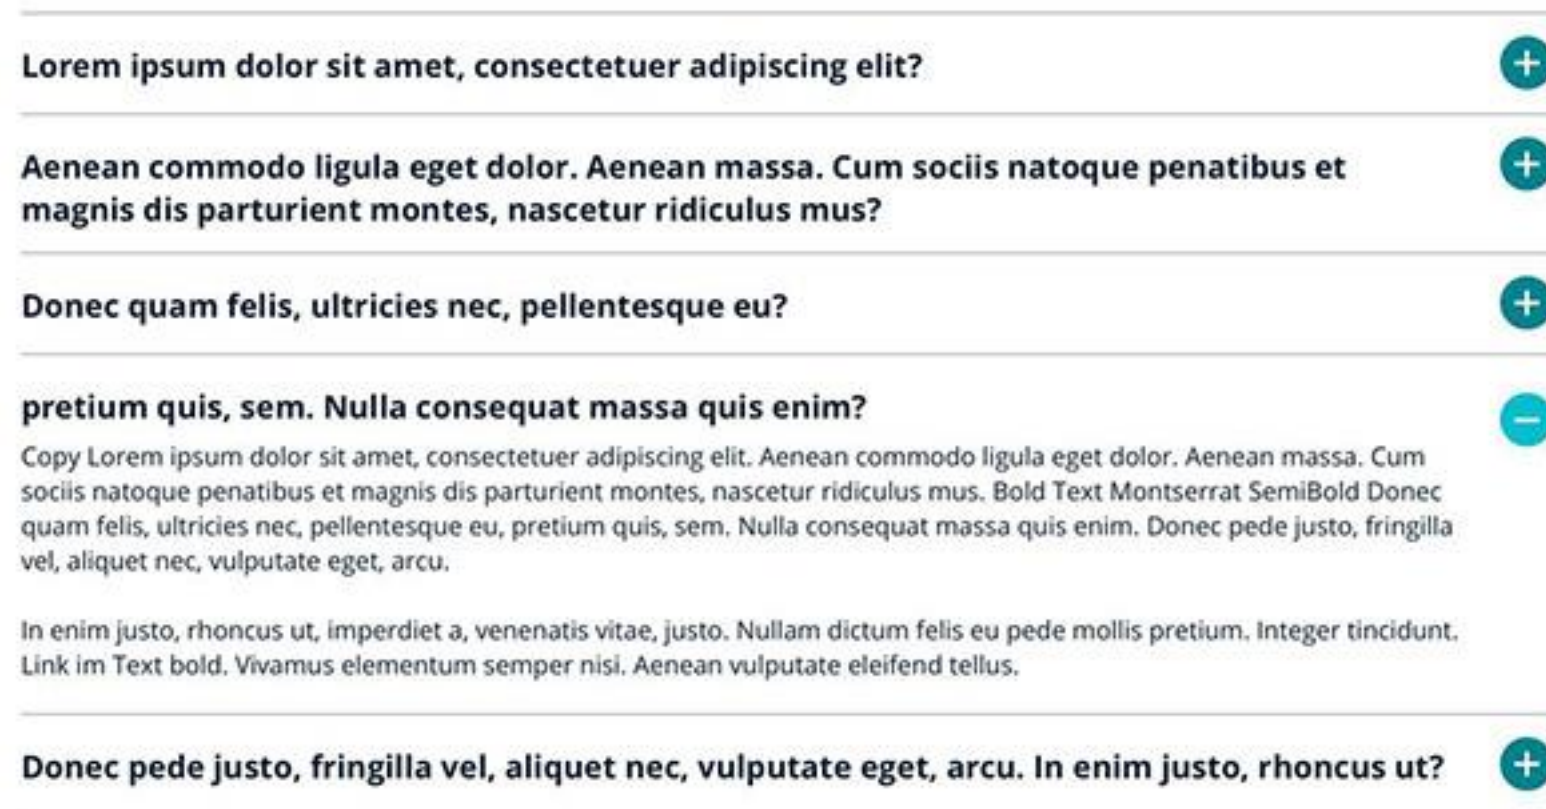 Lorem ipsum dolor sit amet, consectetuer adipiscing elit?
Aenean commodo ligula eget dolor. Aenean massa. Cum sociis natoque penatibus et
magnis dis parturient montes, nascetur ridiculus mus?
Donec quam felis, ultricies nec, pellentesque eu?
pretium quis, sem. Nulla consequat massa quis enim?
Copy Lorem ipsum dolor sit amet, consectetuer adipiscing elit. Aenean commodo ligula eget dolor. Aenean massa. Cum
sociis natoque penatibus et magnis dis parturient montes, nascetur ridiculus mus. Bold Text Montserrat SemiBold Donec
quam felis, ultricies nec, pellentesque eu, pretium quis, sem. Nulla consequat massa quis enim. Donec pede justo, fringilla
vel, aliquet nec, vulputate eget, arcu.
In enim justo, rhoncus ut, imperdiet a, venenatis vitae, justo. Nullam dictum felis eu pede mollis pretium. Integer tincidunt.
Link im Text bold. Vivamus elementum semper nisi. Aenean vulputate eleifend tellus.
Donec pede justo, fringilla vel, aliquet nec, vulputate eget, arcu. In enim justo, rhoncus ut?